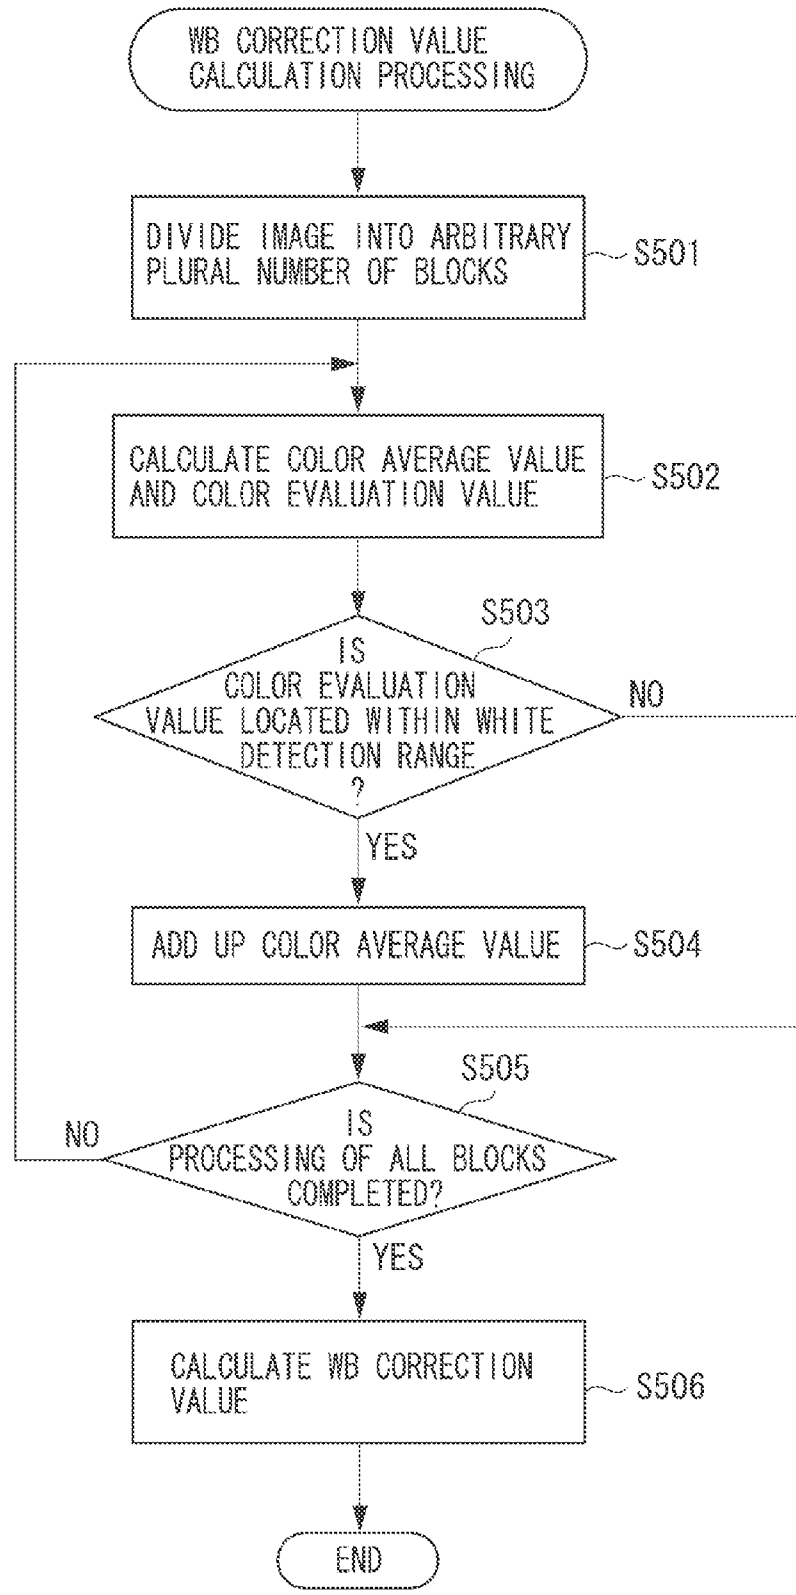 WB CORRECTION VALUE
CALCULATION PROCESSING
DIVIDE IMAGE INTO ARBITRARY
PLURAL NUMBER OF BLOCKS
S501
CALCULATE COLOR AVERAGE VALUE
AND COLOR EVALUATION VALUE
S502
S503
IS
COLOR EVALUATION
VALUE LOCATED WITHIN WHITE
DETECTION RANGE
?
NO
YES
ADD UP COLOR AVERAGE VALUE
S504
S505
IS
PROCESSING OF ALL BLOCKS
COMPLETED?
NO
YES
CALCULATE WB CORRECTION
VALUE
S506
END